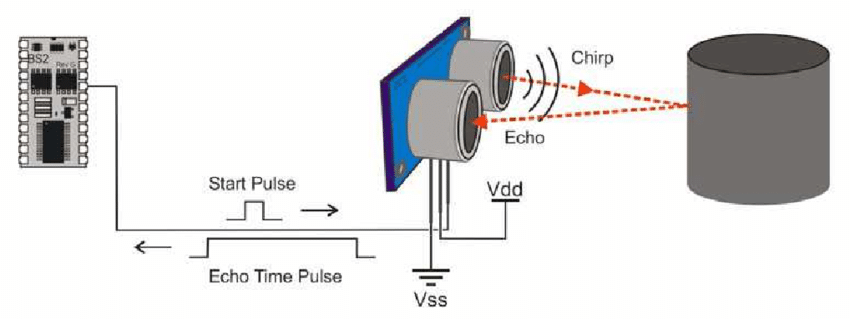 BS2
Rev G
Chirp
Echo
Start Pulse
Vdd
Echo Time Pulse
Vss